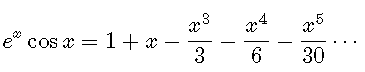 e^x cos x = 1 + x − x^3/3 − x^4/6 − x^5/30 ⋯